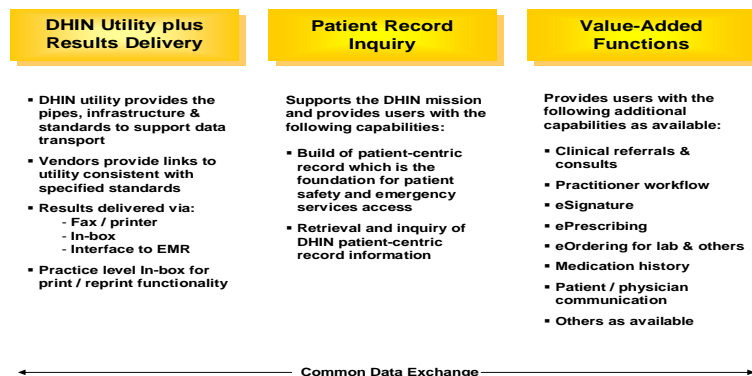 DHIN Utility plus
Results Delivery
▪ DHIN utility provides the
pipes, infrastructure &
standards to support data
transport
▪ Vendors provide links to
utility consistent with
specified standards
▪ Results delivered via:
- Fax / printer
- In-box
- Interface to EMR
▪ Practice level In-box for
print / reprint functionality
Patient Record
Inquiry
Supports the DHIN mission
and provides users with the
following capabilities:
▪ Build of patient-centric
record which is the
foundation for patient
safety and emergency
services access
▪ Retrieval and inquiry of
DHIN patient-centric
record information
Value-Added
Functions
Provides users with the
following additional
capabilities as available:
▪ Clinical referrals &
consults
▪ Practitioner workflow
▪ eSignature
▪ ePrescribing
▪ eOrdering for lab & others
▪ Medication history
▪ Patient / physician
communication
▪ Others as available
Common Data Exchange